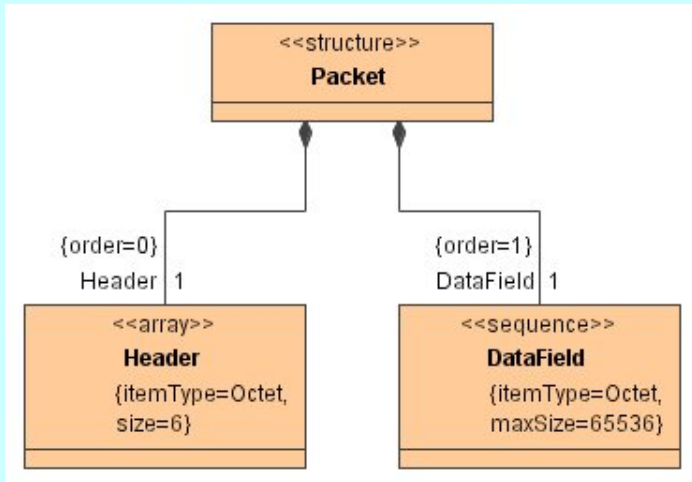 <<structure>>
Packet
{order=0}
Header 1
{order=1}
DataField 1
<<array>>
Header
{itemType=Octet,
size=6}
<<sequence>>
DataField
{itemType=Octet,
maxSize=65536}